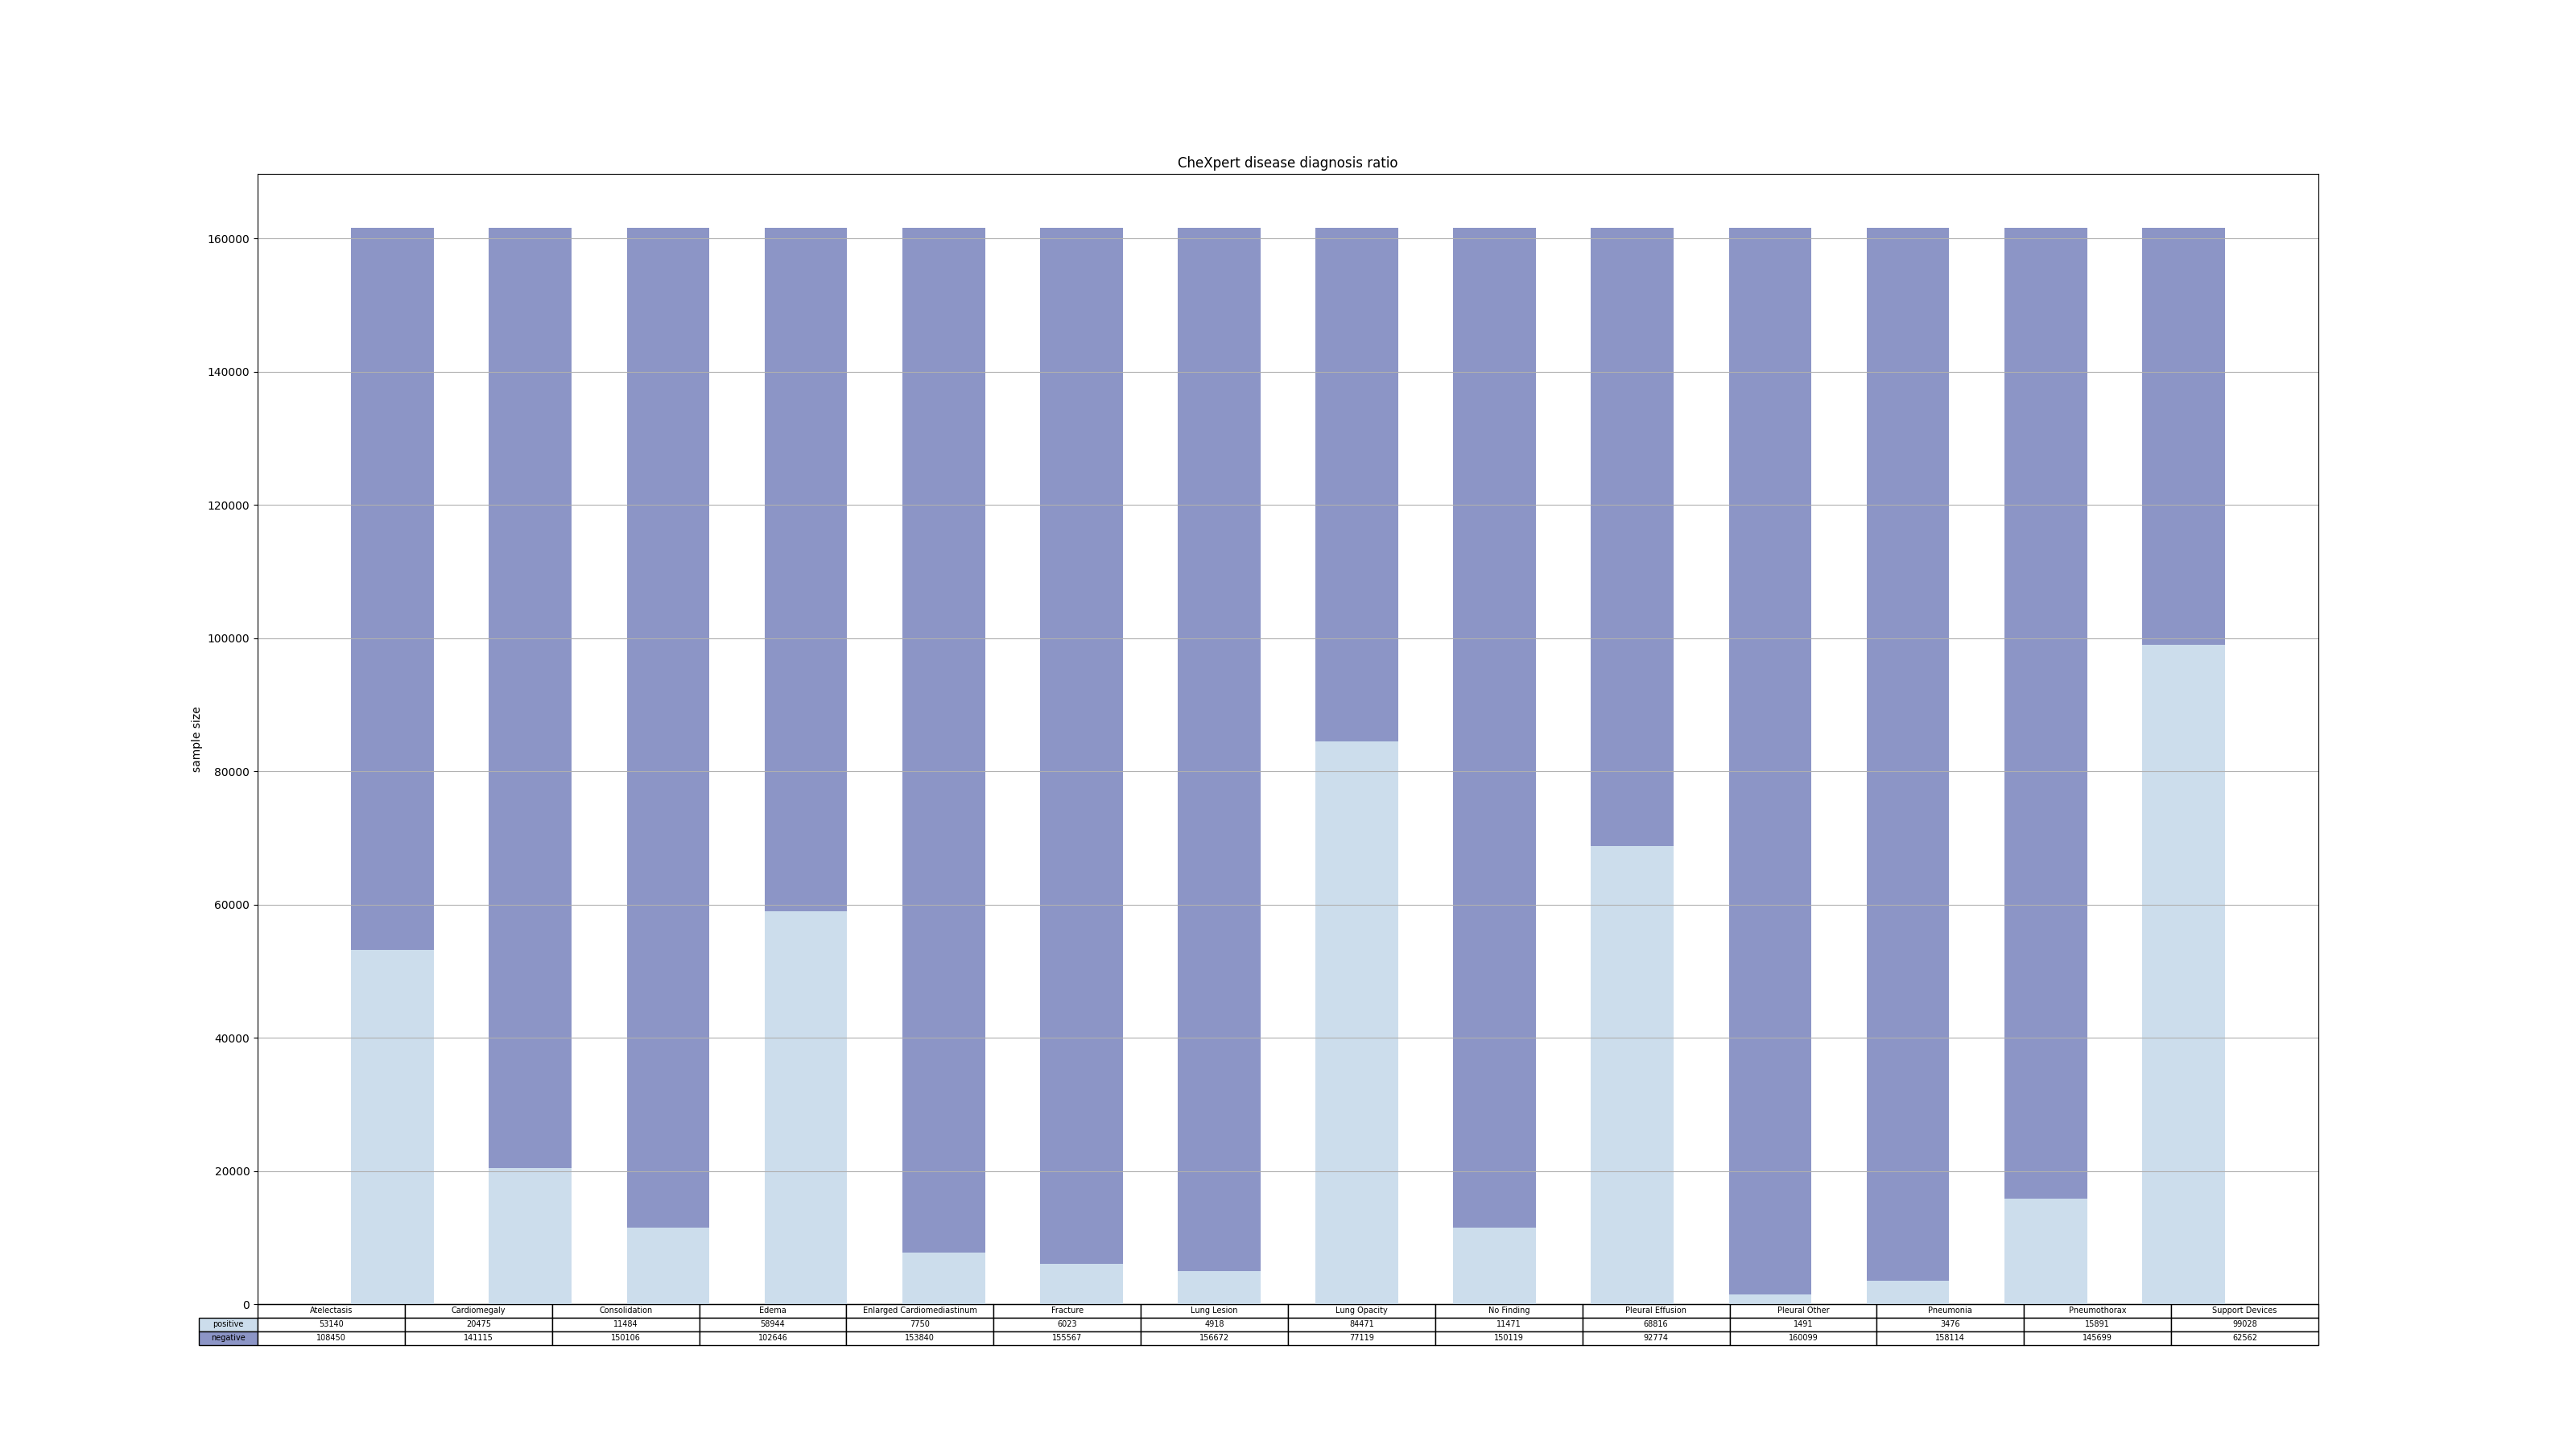 CheXpert disease diagnosis ratio
160000
140000
120000
100000
80000
60000
40000
20000
0
sample size
Atelectasis Cardiomegaly Consolidation Edema Enlarged Cardiomediastinum Fracture Lung Lesion Lung Opacity No Finding Pleural Effusion Pleural Other Pneumonia Pneumothorax Support Devices
positive 53140 20475 11484 58944 7750 6023 4918 84471 11471 68816 1491 3476 15891 99028
negative 108450 141115 150106 102646 153840 155567 156672 77119 150119 92774 160099 158114 145699 62562